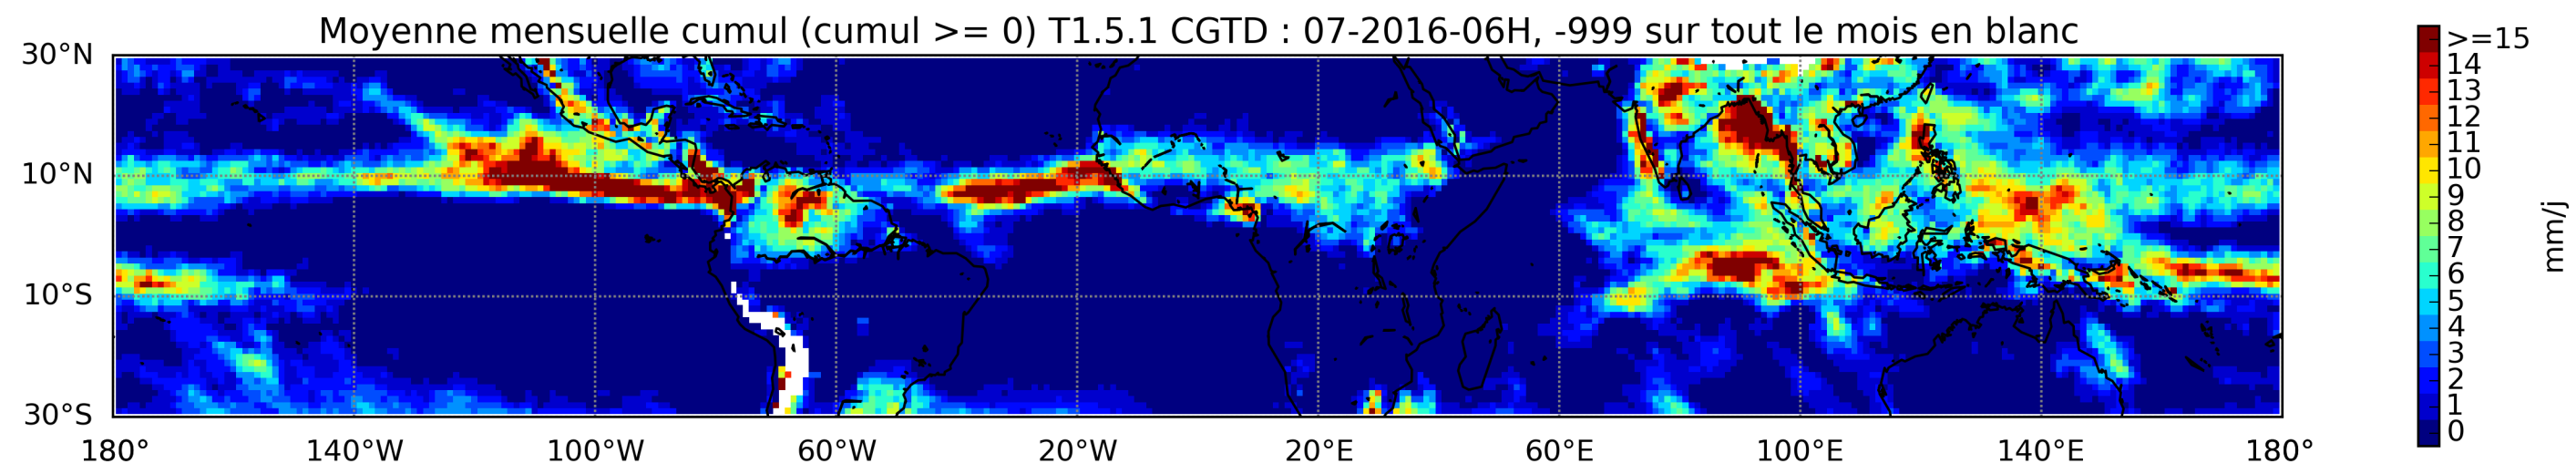 Moyenne mensuelle cumul (cumul >= 0) T1.5.1 CGTD : 07-2016-06H, -999 sur tout le mois en blanc
30°N
10°N
10°S
30°S
180° 140°W 100°W 60°W 20°W 20°E 60°E 100°E 140°E 180°
>=15
14
13
12
11
10
9
8
7
6
5
4
3
2
1
0
mm/j